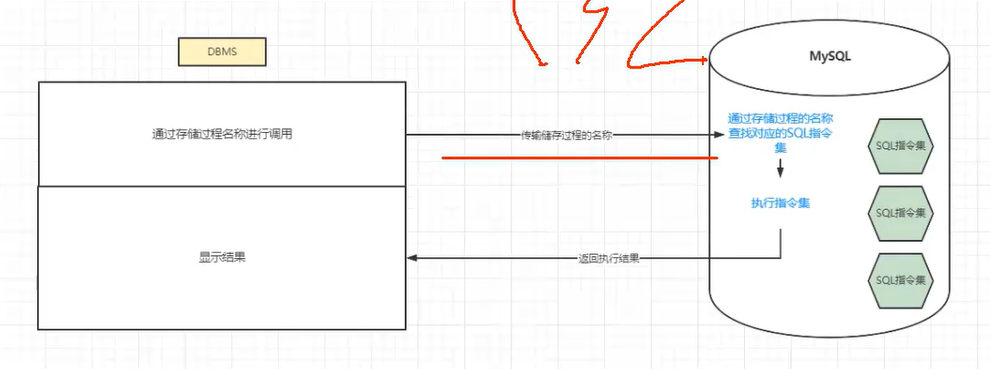 DBMS
MySQL
通过存储过程名称进行调用
传输储存过程的名称
通过存储过程的名称
查找对应的SQL指令
集
SQL指令集
执行指令集
SQL指令集
显示结果
返回执行结果
SQL指令集